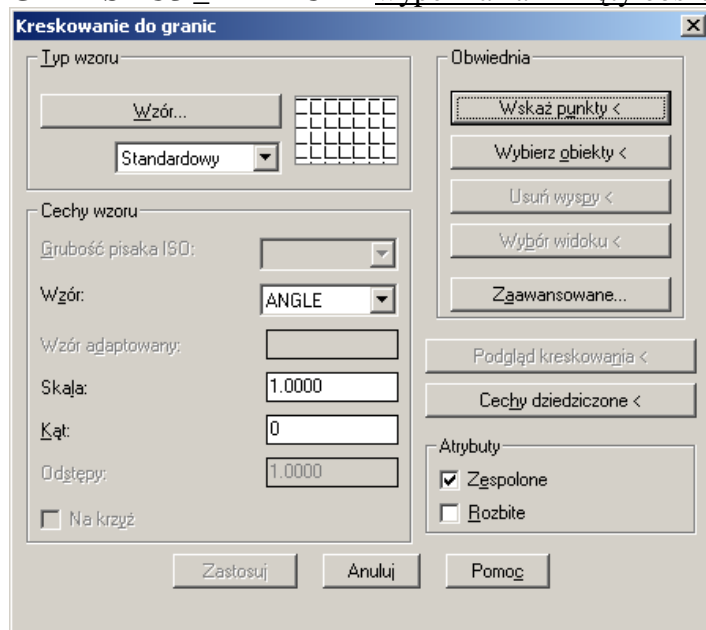 Kreskowanie do granic
Typ wzoru
Wzór...
Standardowy
Cechy wzoru
Grubość pisaka ISO:
Wzór: ANGLE
Wzór adaptowany:
Skala: 1.0000
Kąt: 0
Odstępy: 1.0000
Na krzyż
Obwiednia
Wskaż punkty <
Wybierz obiekty <
Usuń wyspy <
Wybór widoku <
Zaawansowane...
Podgląd kreskowania <
Cechy dziedziczone <
Atrybuty
Zespolone
Rozbite
Zastosuj
Anuluj
Pomoc